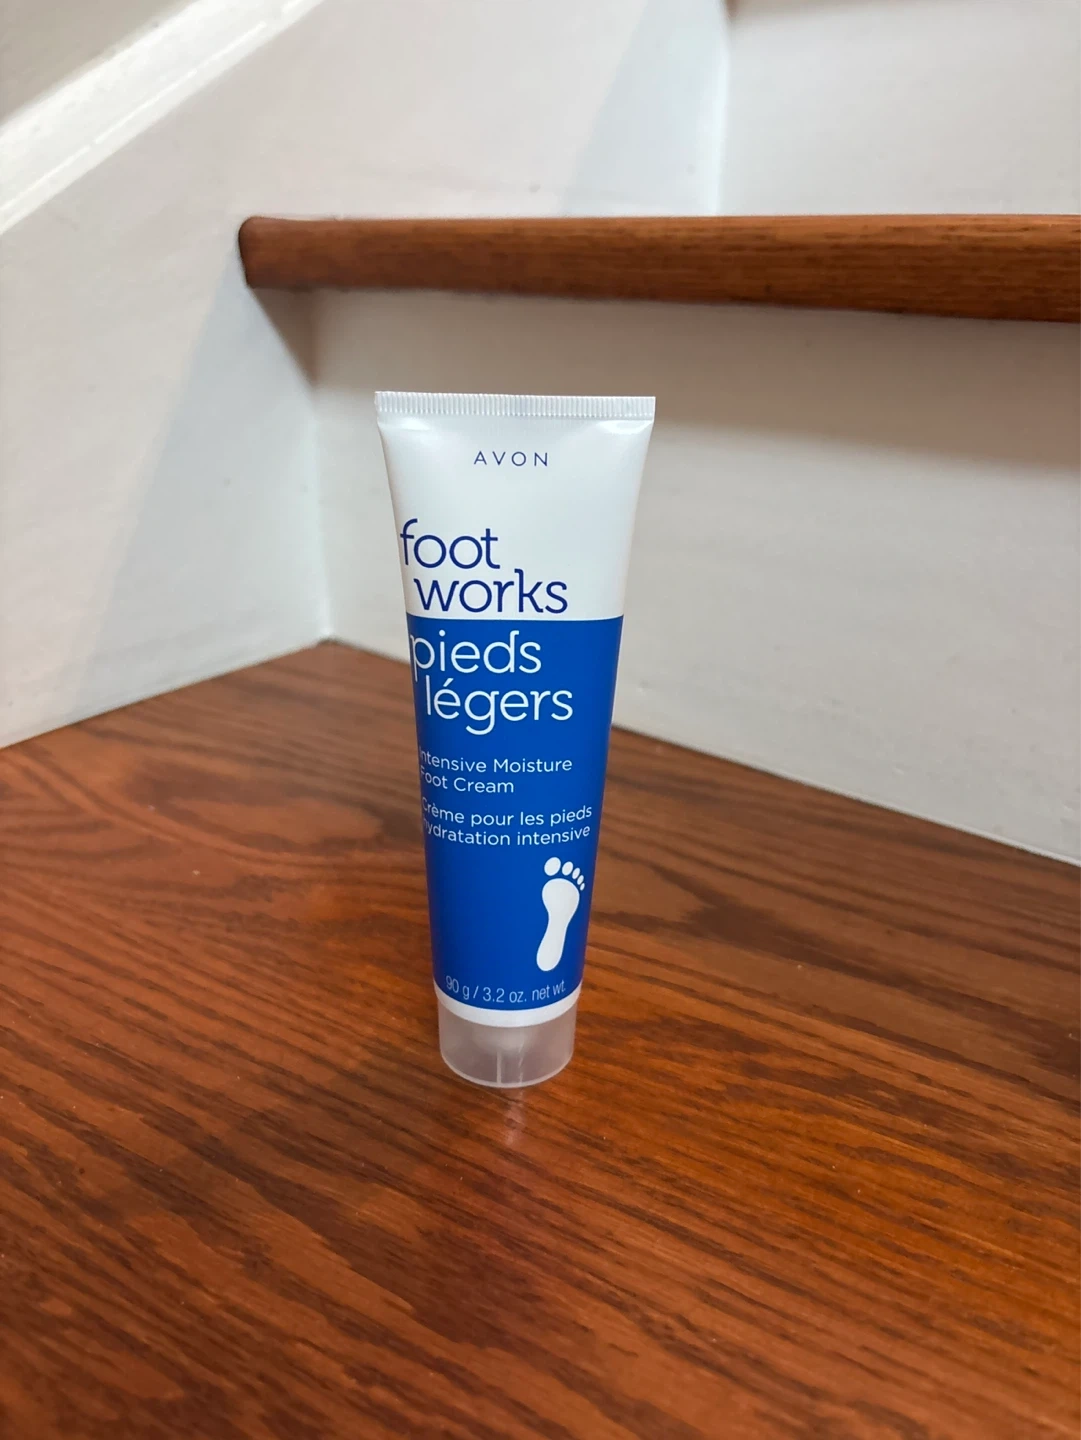 AVON
foot
works
pieds
légers
Intensive Moisture
Foot Cream
Crème pour les pieds
hydratation intensive
90 g / 3.2 oz. net wt.